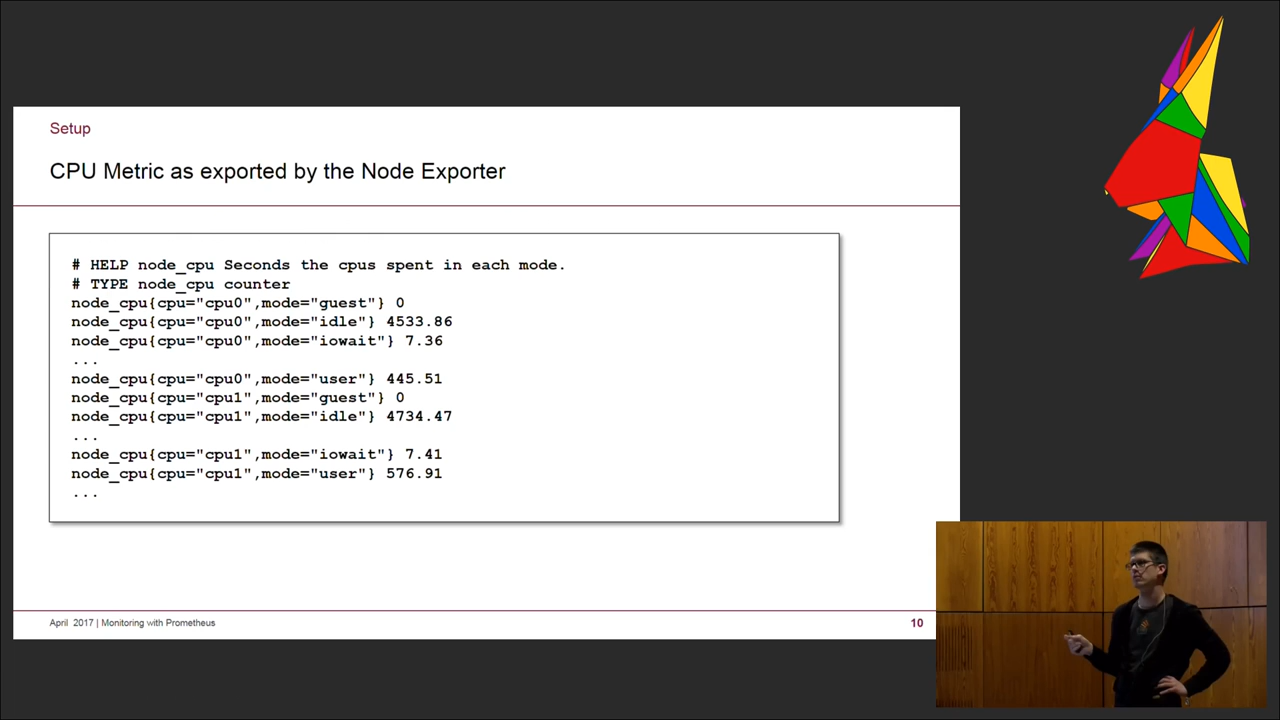 Setup
CPU Metric as exported by the Node Exporter
# HELP node_cpu Seconds the cpus spent in each mode.
# TYPE node_cpu counter
node_cpu{cpu="cpu0",mode="guest"} 0
node_cpu{cpu="cpu0",mode="idle"} 4533.86
node_cpu{cpu="cpu0",mode="iowait"} 7.36
...
node_cpu{cpu="cpu0",mode="user"} 445.51
node_cpu{cpu="cpu1",mode="guest"} 0
node_cpu{cpu="cpu1",mode="idle"} 4734.47
...
node_cpu{cpu="cpu1",mode="iowait"} 7.41
node_cpu{cpu="cpu1",mode="user"} 576.91
...
April 2017 | Monitoring with Prometheus
10